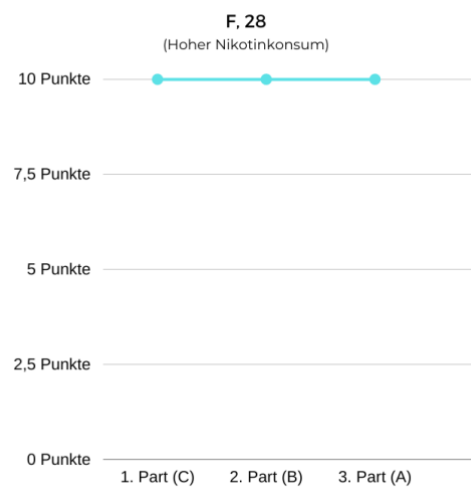 F, 28
(Hoher Nikotinkonsum)
10 Punkte
7,5 Punkte
5 Punkte
2,5 Punkte
0 Punkte
1. Part (C) 2. Part (B) 3. Part (A)